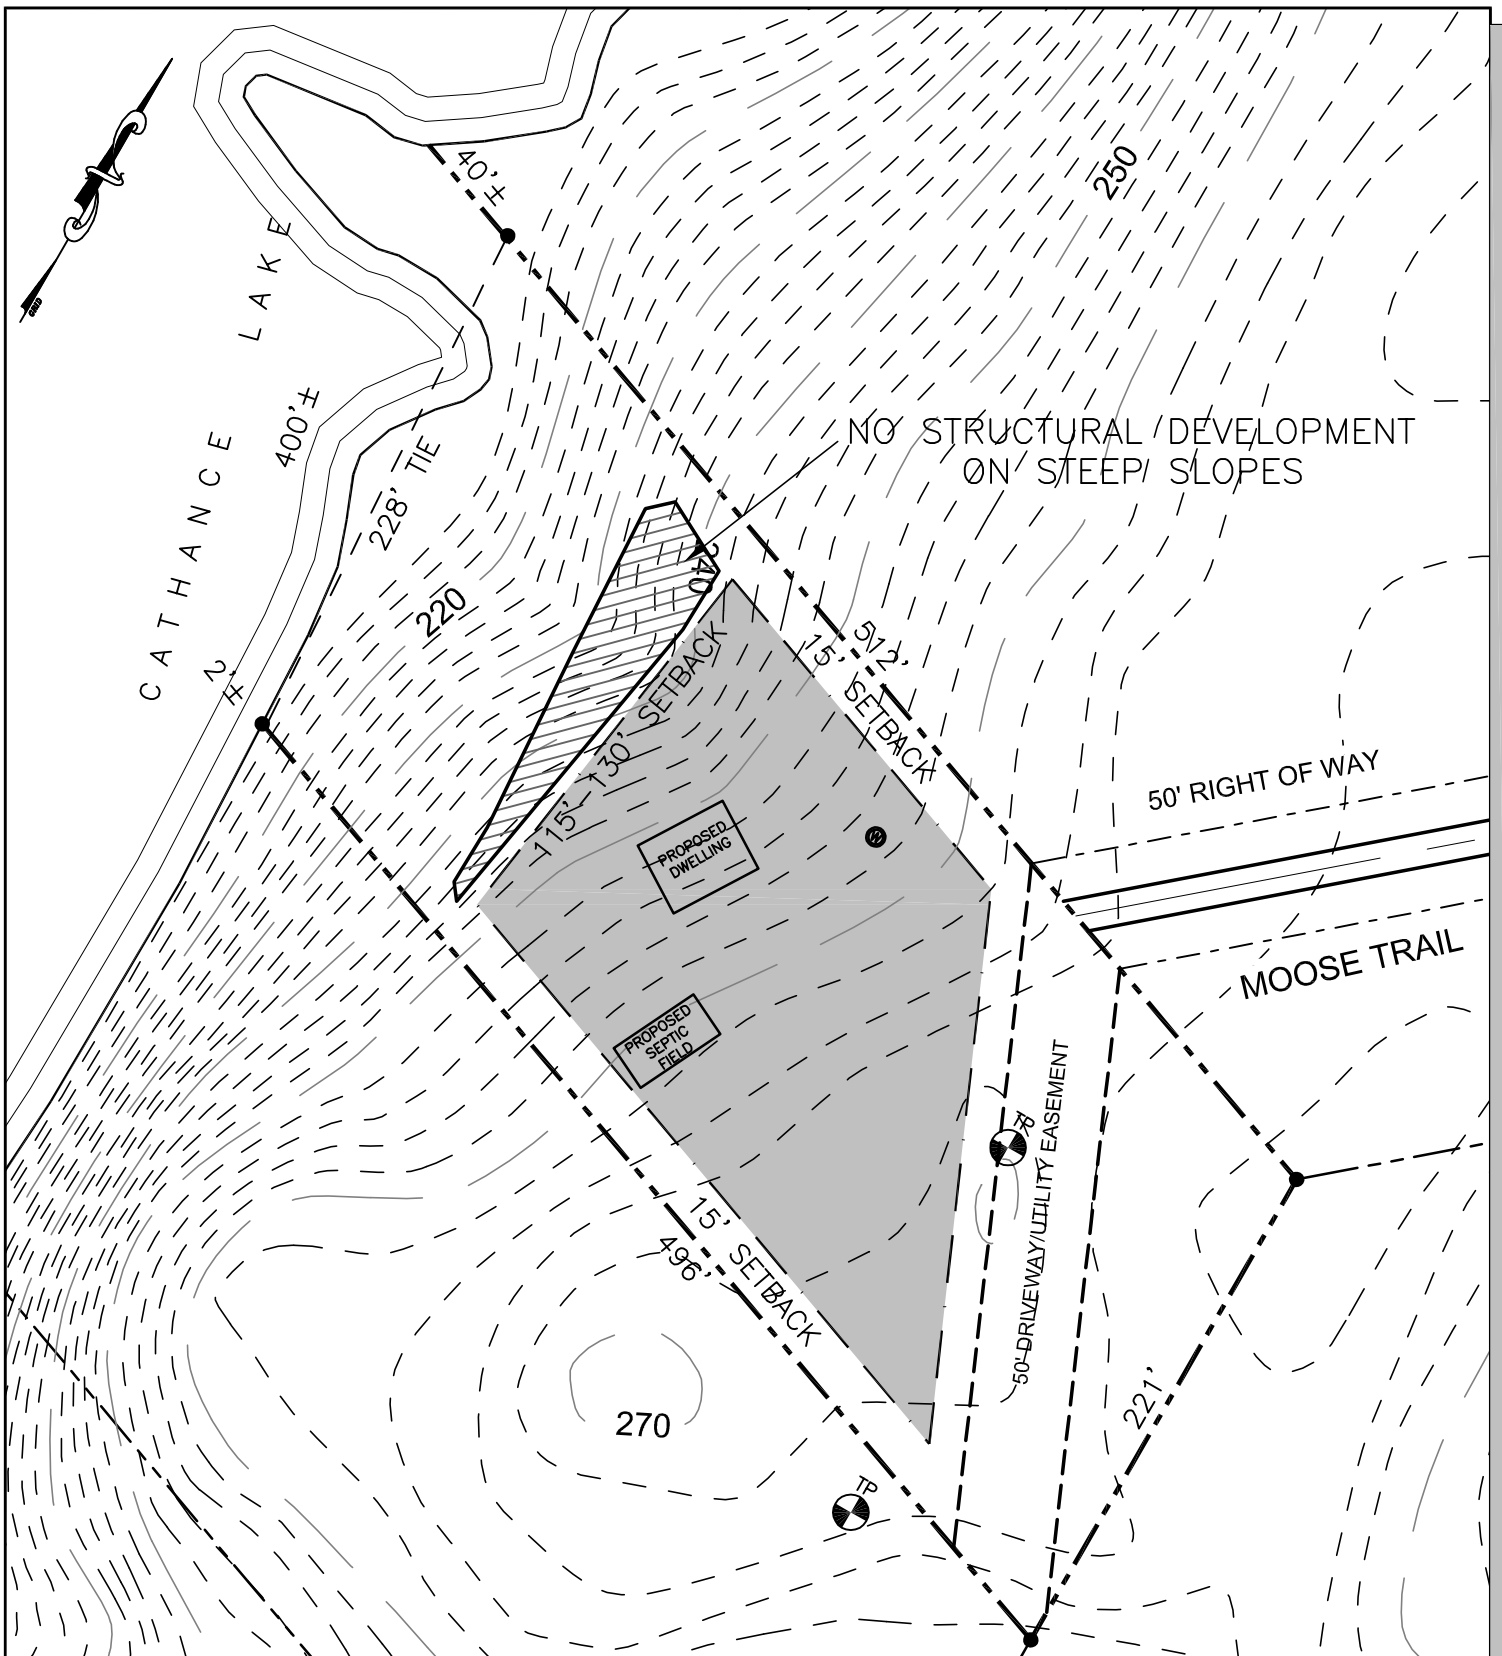 40'±
250
GRID
CATHANCE LAKE
400'±
228' TIE
NO STRUCTURAL DEVELOPMENT
ON STEEP SLOPES
240
220
2'±
115'-130' SETBACK
512'
15' SETBACK
50' RIGHT OF WAY
PROPOSED
DWELLING
W
MOOSE TRAIL
PROPOSED
SEPTIC
FIELD
50' DRIVEWAY/UTILITY EASEMENT
15' SETBACK
496'
221'
270
TP